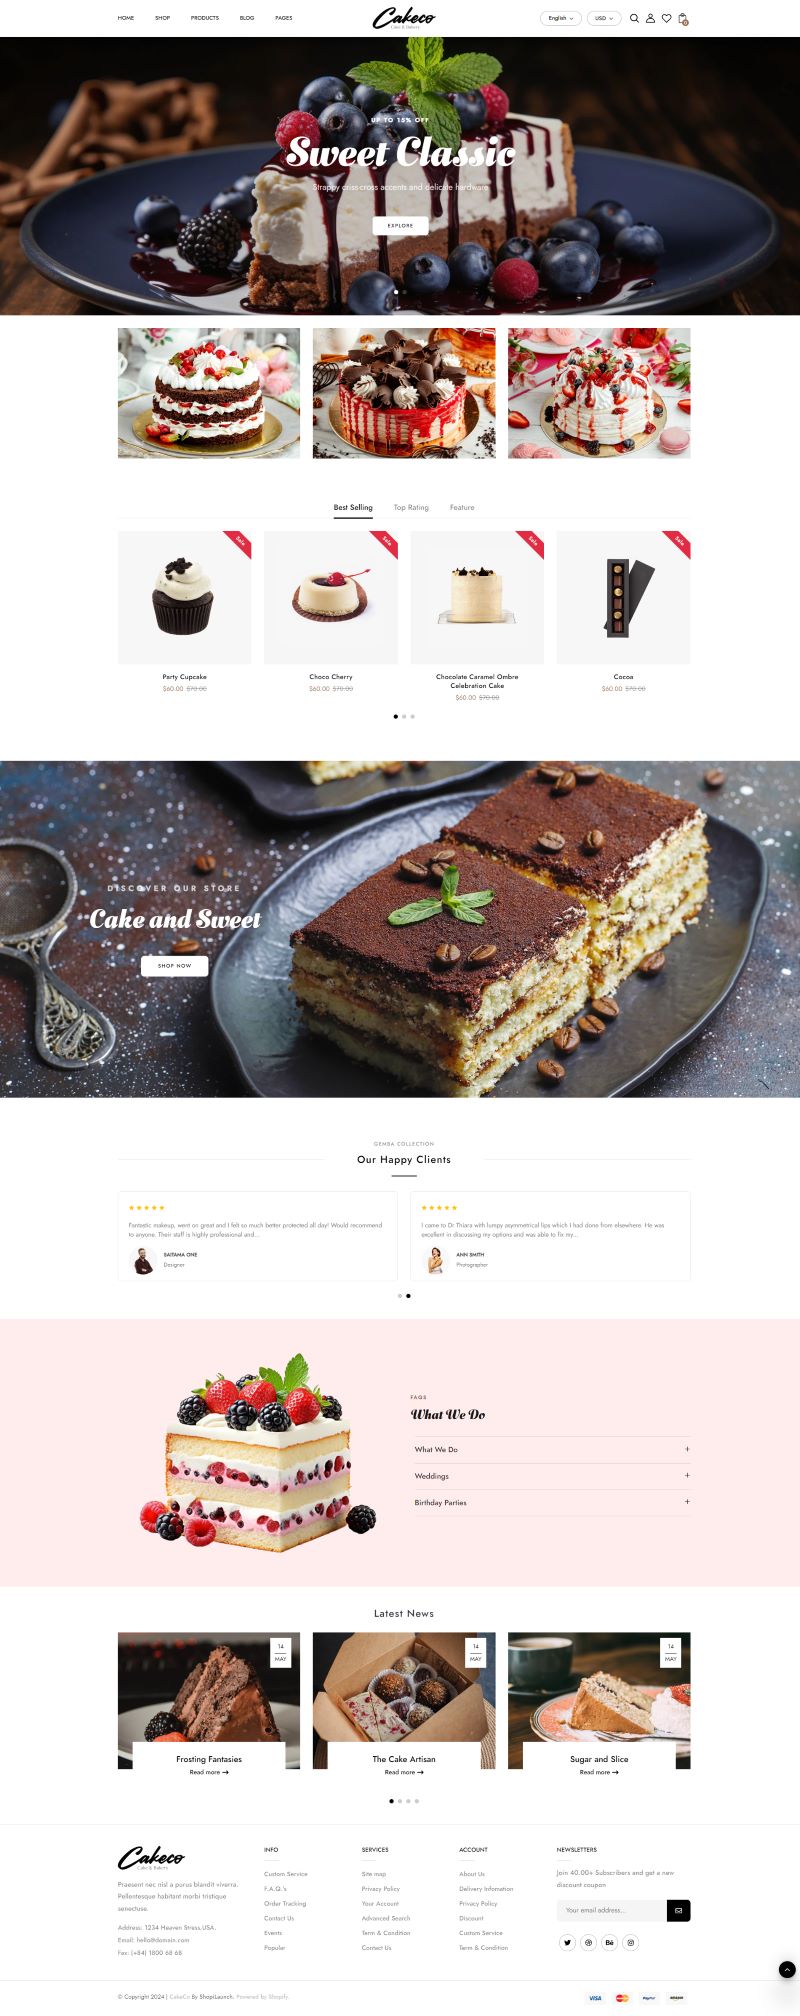 HOME SHOP PRODUCTS BLOG PAGES
Cakeco
Cake & Bakery
English USD
UP TO 15% OFF
Sweet Classic
Strappy criss-cross accents and delicate hardware
EXPLORE
Best Selling Top Rating Feature
Sale Sale Sale Sale
Party Cupcake
$60.00 $70.00
Choco Cherry
$60.00 $70.00
Chocolate Caramel Ombre
Celebration Cake
$60.00 $70.00
Cocoa
$60.00 $70.00
DISCOVER OUR STORE
Cake and Sweet
SHOP NOW
GEMBA COLLECTION
Our Happy Clients
Fantastic makeup, went on great and I felt so much better protected all day! Would recommend
to anyone. Their staff is highly professional and...
SAITAMA ONE
Designer
I came to Dr Thiara with lumpy asymmetrical lips which I had done from elsewhere. He was
excellent in discussing my options and was able to fix my...
ANN SMITH
Photographer
FAQS
What We Do
What We Do +
Weddings +
Birthday Parties +
Latest News
14
MAY
Frosting Fantasies
Read more →
14
MAY
The Cake Artisan
Read more →
14
MAY
Sugar and Slice
Read more →
Cakeco
Cake & Bakery
Praesent nec nisl a purus blandit viverra.
Pellentesque habitant morbi tristique
senectuse.
Address: 1234 Heaven Stress,USA.
Email: hello@domain.com
Fax: (+84) 1800 68 68
INFO
Custom Service
F.A.Q.'s
Order Tracking
Contact Us
Events
Popular
SERVICES
Site map
Privacy Policy
Your Account
Advanced Search
Term & Condition
Contact Us
ACCOUNT
About Us
Delivery Infomation
Privacy Policy
Discount
Custom Service
Term & Condition
NEWSLETTERS
Join 40.00+ Subscribers and get a new
discount coupon
Your email address...
Bē
© Copyright 2024 | CakeCo By ShopiLaunch. Powered by Shopify.
VISA MasterCard PayPal amazon